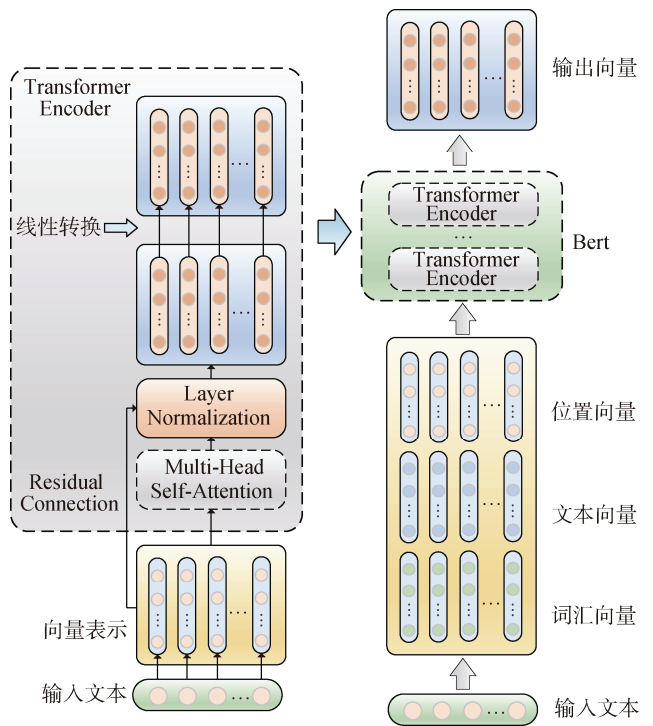 Transformer
Encoder
线性转换
Layer
Normalization
Multi-Head
Self-Attention
Residual
Connection
向量表示
输入文本
输出向量
Transformer
Encoder
...
Transformer
Encoder
Bert
位置向量
文本向量
词汇向量
输入文本